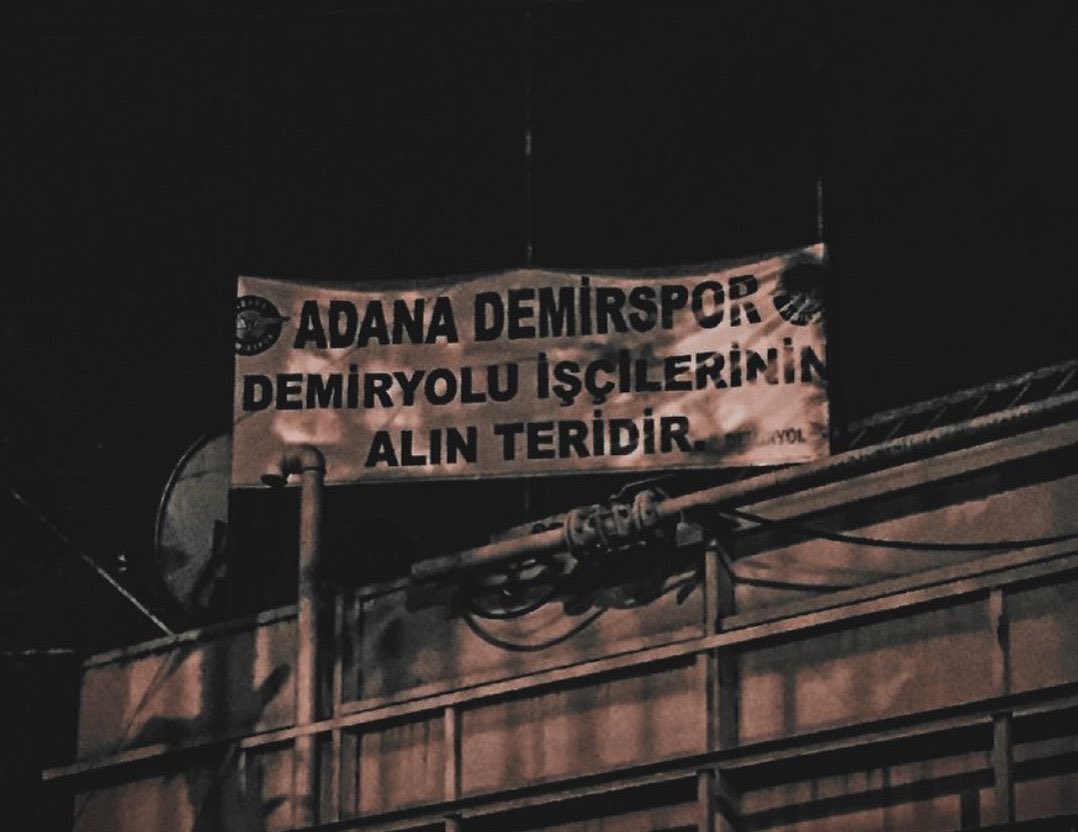 ADANA DEMİRSPOR
DEMİRYOLU İŞÇİLERİNİN
ALIN TERİDİR.